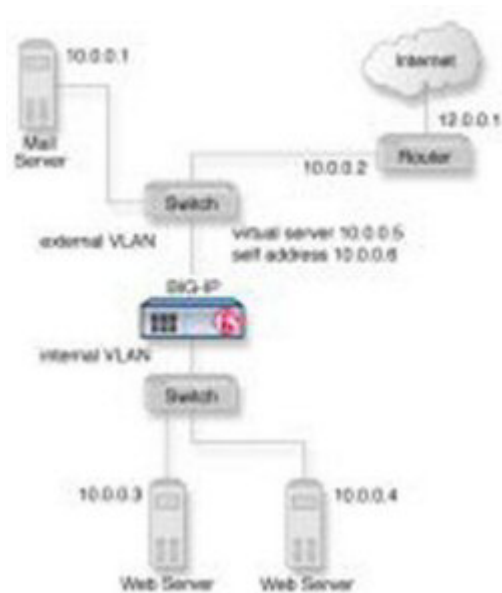 10.0.0.1
Internet
Mail
Server
12.0.0.1
10.0.0.2
Router
Switch
external VLAN
virtual server 10.0.0.5
self address 10.0.0.6
BIG-IP
f5
internal VLAN
Switch
10.0.0.3
10.0.0.4
Web Server
Web Server